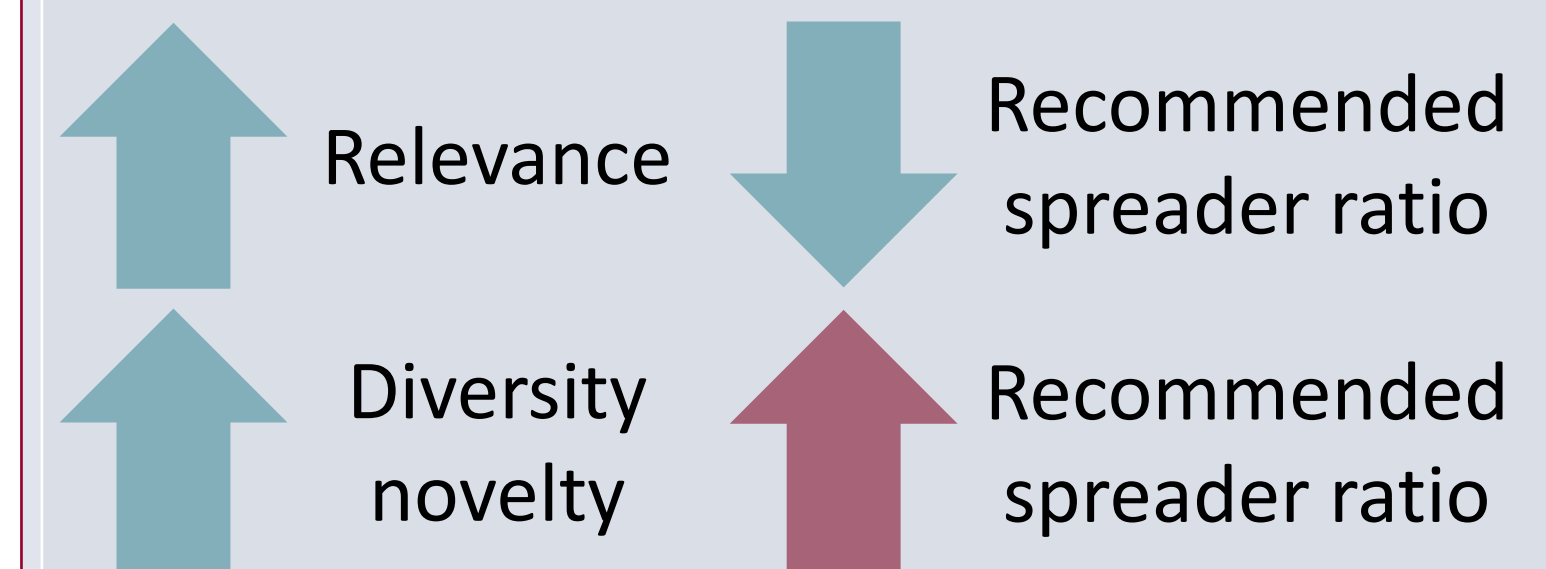 Relevance
Recommended
spreader ratio
Diversity
novelty
Recommended
spreader ratio